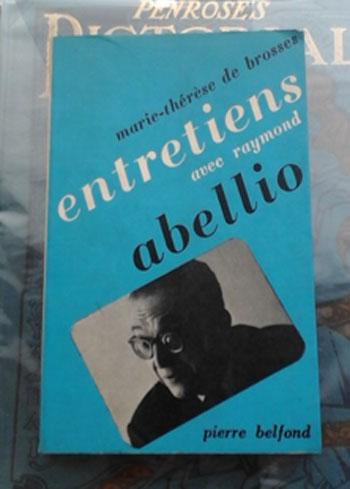 PENROSE'S
PICTORIAL
marie-thérèse de brosses
entretiens
avec raymond
abellio
pierre belfond